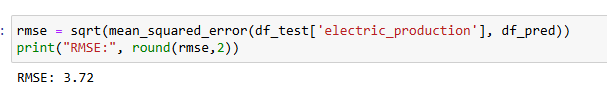 : rmse = sqrt(mean_squared_error(df_test['electric_production'], df_pred))
print("RMSE:", round(rmse,2))
RMSE: 3.72